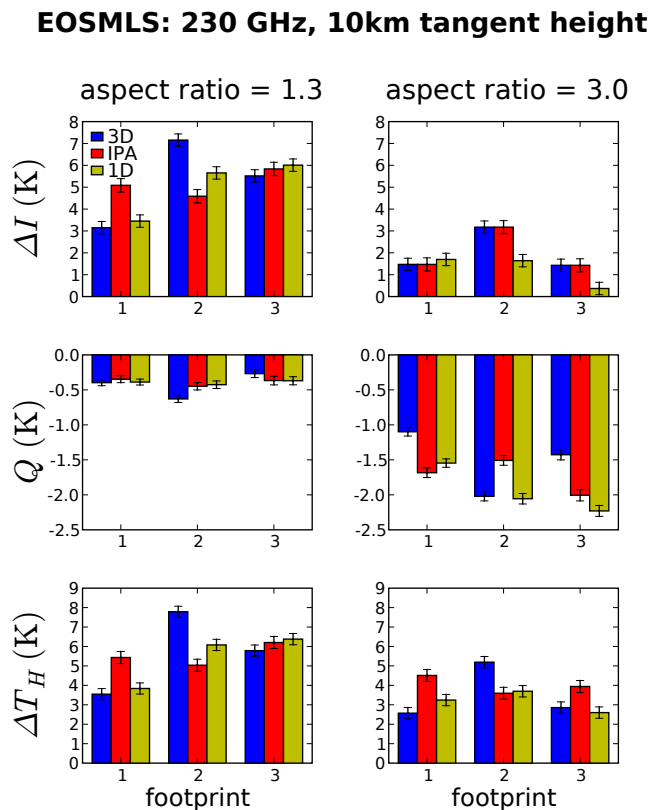 EOSMLS: 230 GHz, 10km tangent height
aspect ratio = 1.3
aspect ratio = 3.0
ΔI (K)
8
7
6
5
4
3
2
1
0
3D
IPA
1D
1 2 3
8
7
6
5
4
3
2
1
0
1 2 3
Q (K)
0.0
-0.5
-1.0
-1.5
-2.0
-2.5
1 2 3
0.0
-0.5
-1.0
-1.5
-2.0
-2.5
1 2 3
ΔT_H (K)
9
8
7
6
5
4
3
2
1
0
1 2 3
footprint
9
8
7
6
5
4
3
2
1
0
1 2 3
footprint